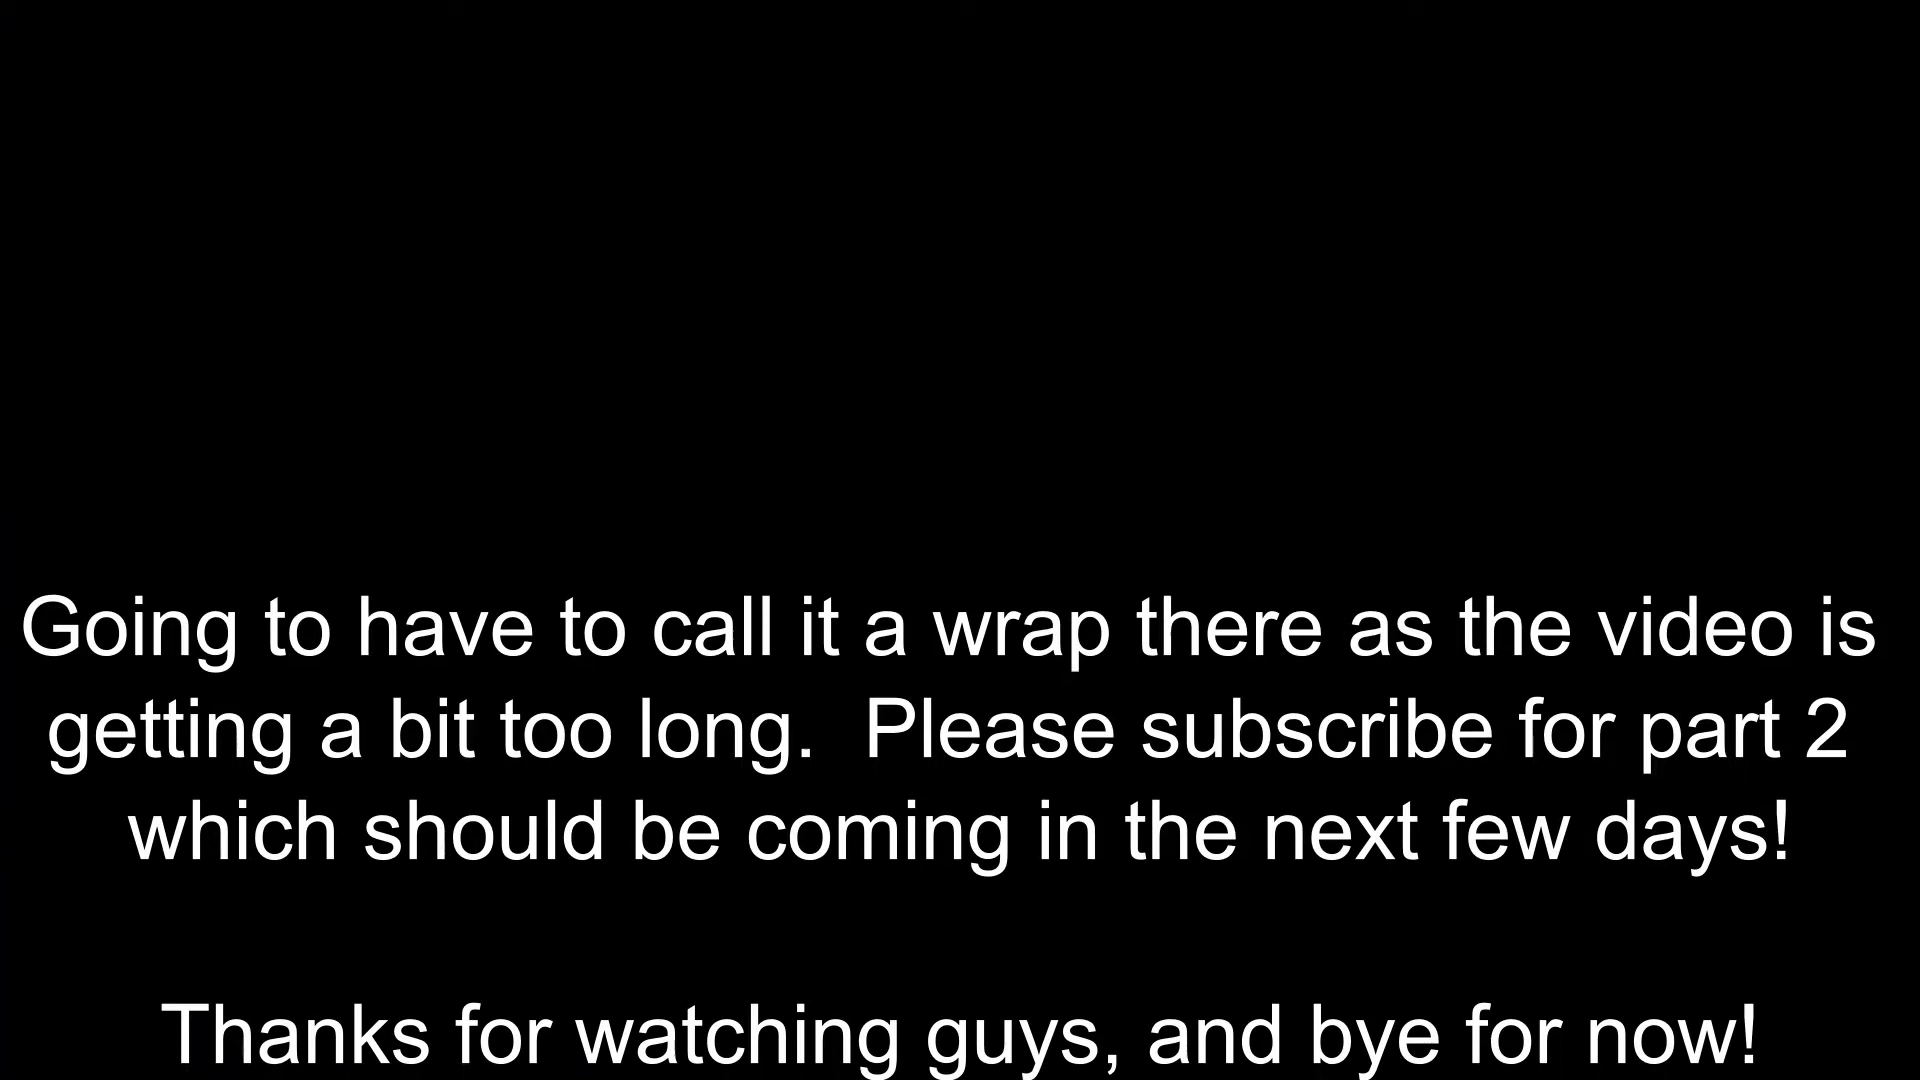 Going to have to call it a wrap there as the video is
getting a bit too long.  Please subscribe for part 2
which should be coming in the next few days!
Thanks for watching guys, and bye for now!